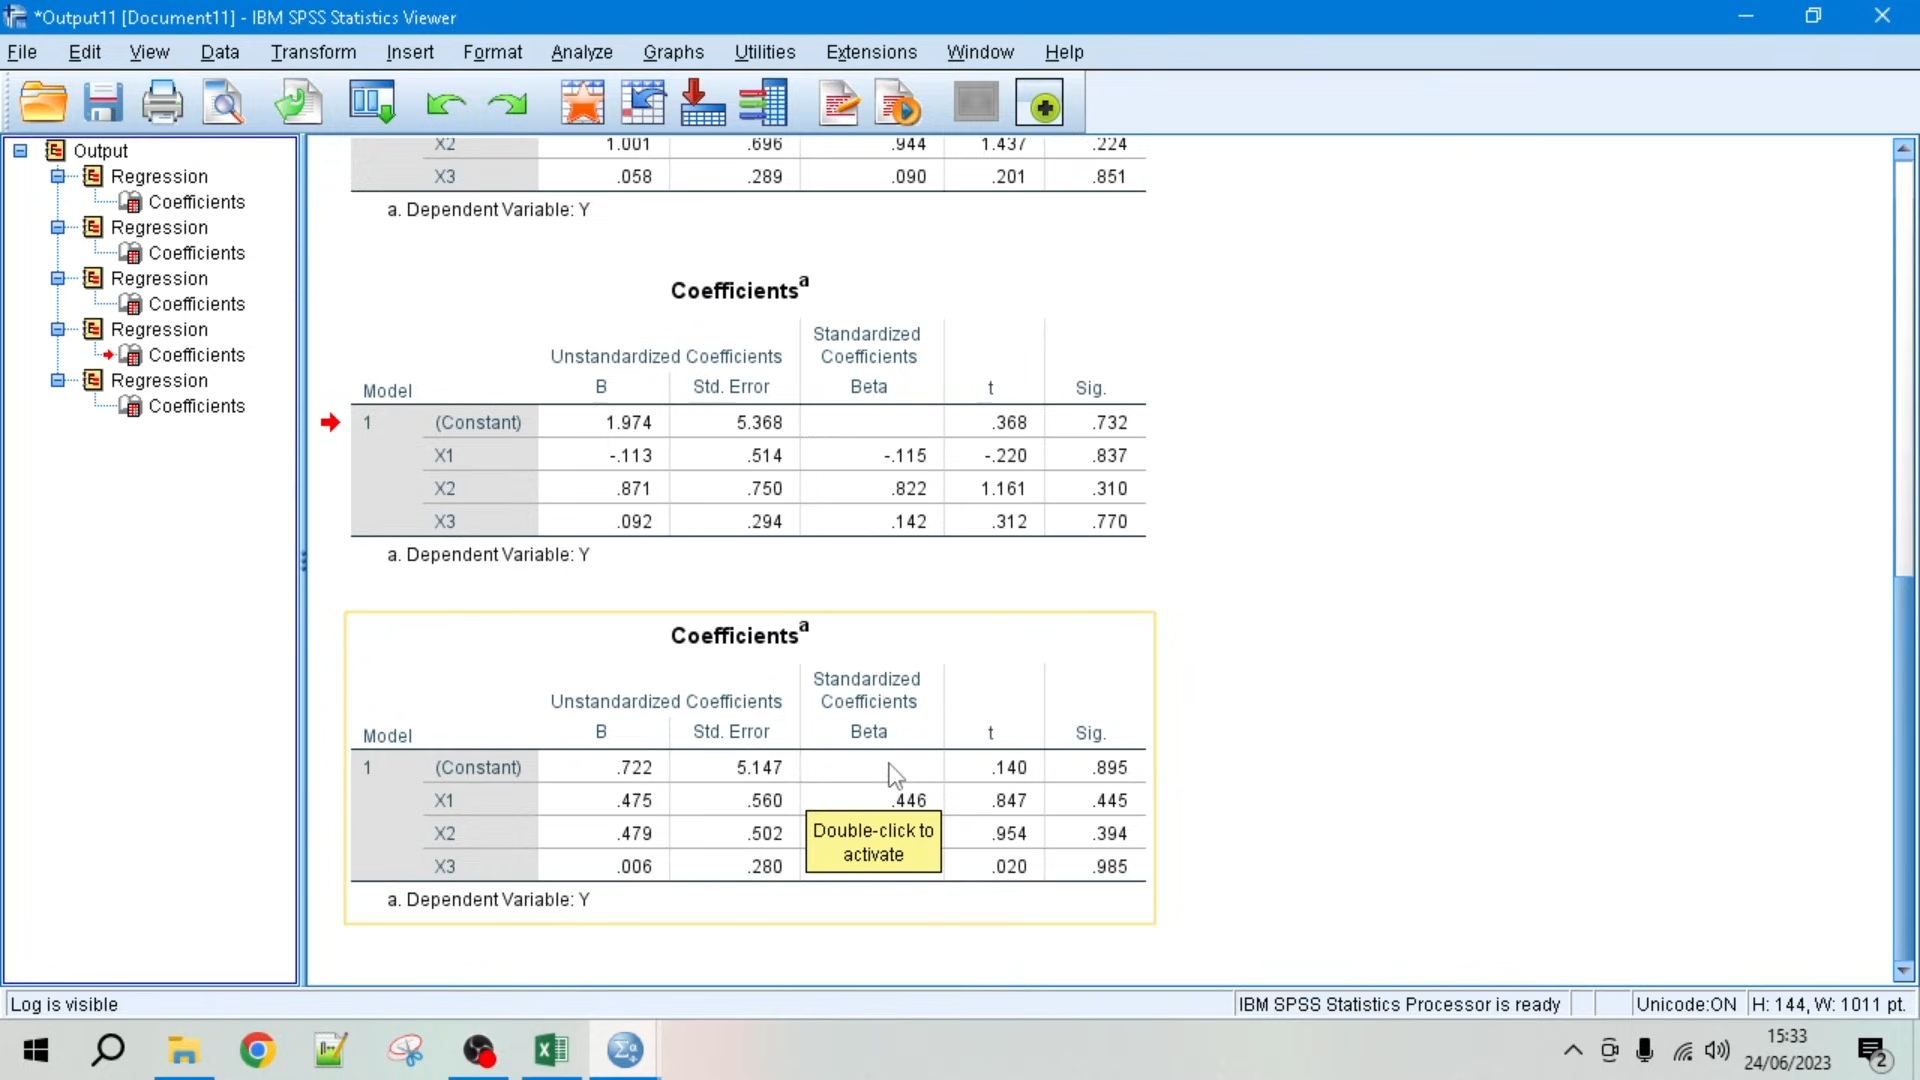 *Output11 [Document11] - IBM SPSS Statistics Viewer
File Edit View Data Transform Insert Format Analyze Graphs Utilities Extensions Window Help
Output
Regression
Coefficients
Regression
Coefficients
Regression
Coefficients
Regression
Coefficients
Regression
Coefficients
X2 1.001 .696 .944 1.437 .224
X3 .058 .289 .090 .201 .851
a. Dependent Variable: Y
Coefficientsa
Standardized
Unstandardized Coefficients Coefficients
Model B Std. Error Beta t Sig.
1 (Constant) 1.974 5.368 .368 .732
X1 -.113 .514 -.115 -.220 .837
X2 .871 .750 .822 1.161 .310
X3 .092 .294 .142 .312 .770
a. Dependent Variable: Y
Coefficientsa
Standardized
Unstandardized Coefficients Coefficients
Model B Std. Error Beta t Sig.
1 (Constant) .722 5.147 .140 .895
X1 .475 .560 .446 .847 .445
X2 .479 .502 .954 .394
X3 .006 .280 .020 .985
Double-click to
activate
a. Dependent Variable: Y
Log is visible
IBM SPSS Statistics Processor is ready Unicode:ON H: 144, W: 1011 pt.
15:33
24/06/2023
2